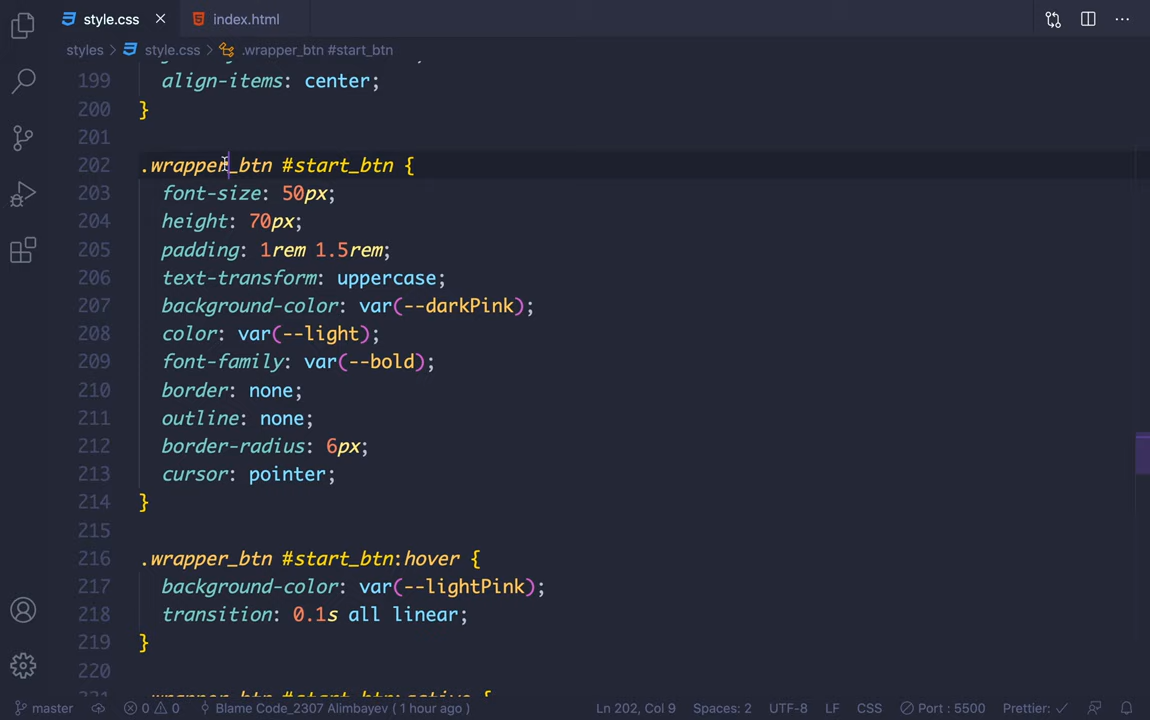 style.css
index.html
styles > style.css > .wrapper_btn #start_btn
199 align-items: center;
200 }
201
202 .wrapper_btn #start_btn {
203 font-size: 50px;
204 height: 70px;
205 padding: 1rem 1.5rem;
206 text-transform: uppercase;
207 background-color: var(--darkPink);
208 color: var(--light);
209 font-family: var(--bold);
210 border: none;
211 outline: none;
212 border-radius: 6px;
213 cursor: pointer;
214 }
215
216 .wrapper_btn #start_btn:hover {
217 background-color: var(--lightPink);
218 transition: 0.1s all linear;
219 }
220
master 0 0 Blame Code_2307 Alimbayev ( 1 hour ago ) Ln 202, Col 9 Spaces: 2 UTF-8 LF CSS Port : 5500 Prettier: ✓